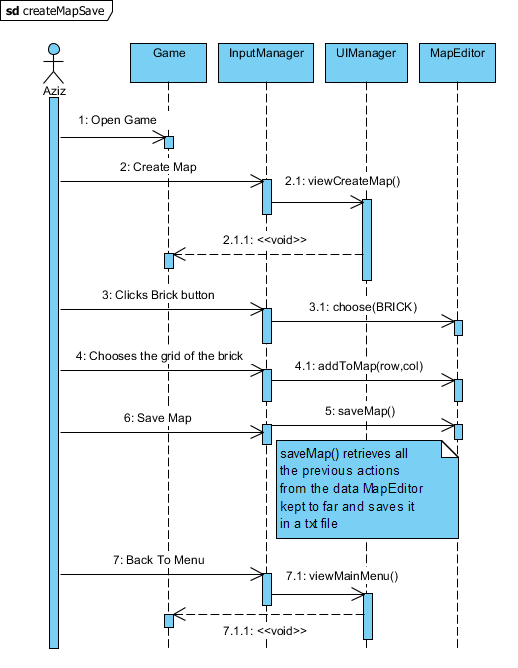 sd createMapSave
Game
InputManager
UIManager
MapEditor
Aziz
1: Open Game
2: Create Map
2.1: viewCreateMap()
2.1.1: <<void>>
3: Clicks Brick button
3.1: choose(BRICK)
4: Chooses the grid of the brick
4.1: addToMap(row,col)
5: saveMap()
6: Save Map
saveMap() retrieves all
the previous actions
from the data MapEditor
kept to far and saves it
in a txt file
7: Back To Menu
7.1: viewMainMenu()
7.1.1: <<void>>